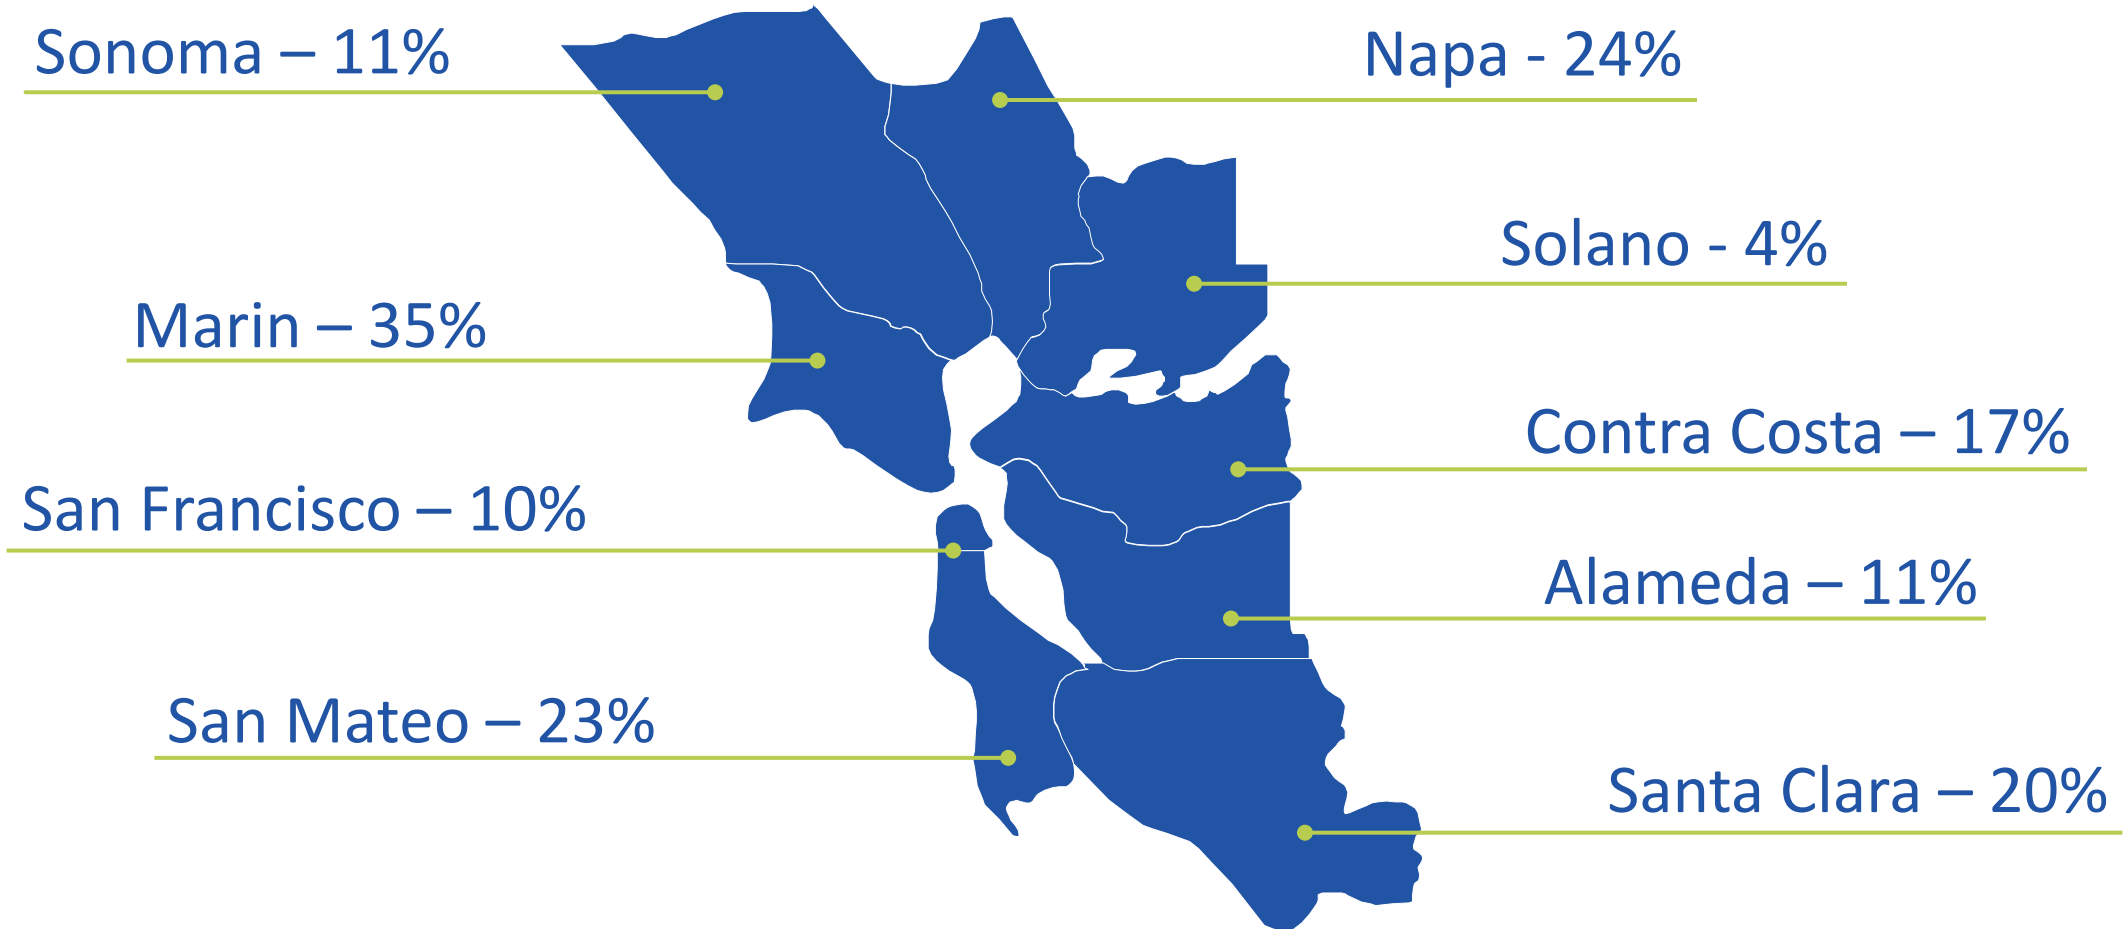 Sonoma – 11%
Napa - 24%
Solano - 4%
Marin – 35%
Contra Costa – 17%
San Francisco – 10%
Alameda – 11%
San Mateo – 23%
Santa Clara – 20%